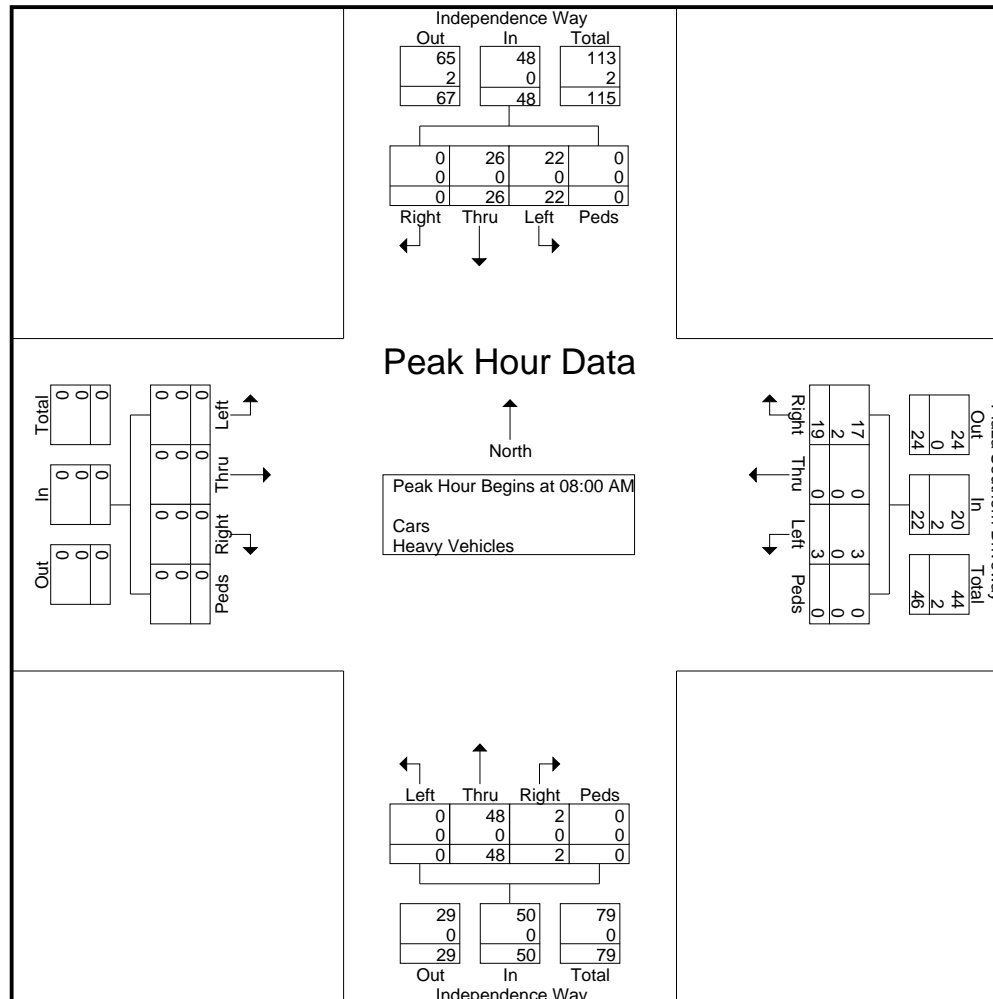 Independence Way
Out In Total
65 48 113
2 0 2
67 48 115
0 26 22 0
0 0 0 0
0 26 22 0
Right Thru Left Peds
Peak Hour Data
North
Peak Hour Begins at 08:00 AM
Cars
Heavy Vehicles
Left Thru Right Peds
0 0 0 0
0 0 0 0
0 0 0 0
Total In Out
0 0 0
0 0 0
0 0 0
Right Thru Left Peds
17 0 3 0
2 0 0 0
19 0 3 0
Out In Total
24 20 44
0 2 2
24 22 46
Left Thru Right Peds
0 48 2 0
0 0 0 0
0 48 2 0
29 50 79
0 0 0
29 50 79
Out In Total
Independence Way